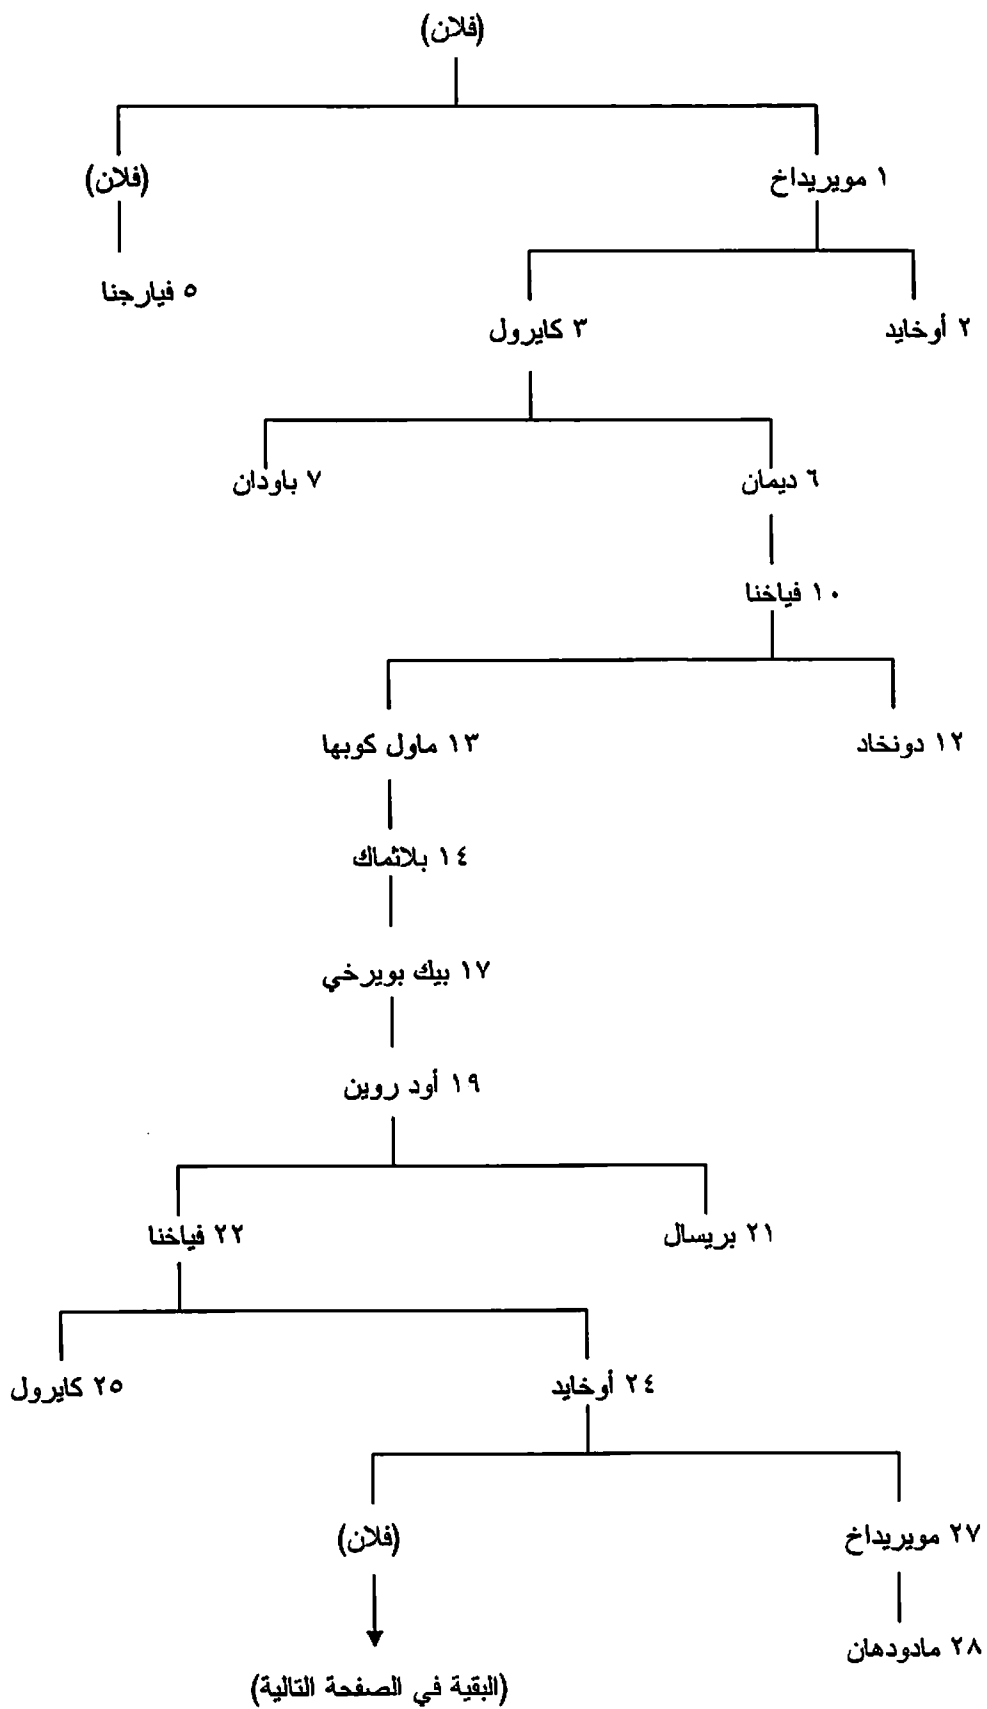 (فلان)
١ مويريداخ
(فلان)
٥ فيارجنا
٢ أوخايد
٣ كايرول
٦ ديمان
٧ باودان
١٠ فياخنا
١٢ دونخاد
١٣ ماول كوبها
١٤ بلاثماك
١٧ بيك بويرخي
١٩ أود روين
٢١ بريسال
٢٢ فياخنا
٢٤ أوخايد
٢٥ كايرول
٢٧ مويريداخ
(فلان)
٢٨ مادودهان
(البقية في الصفحة التالية)